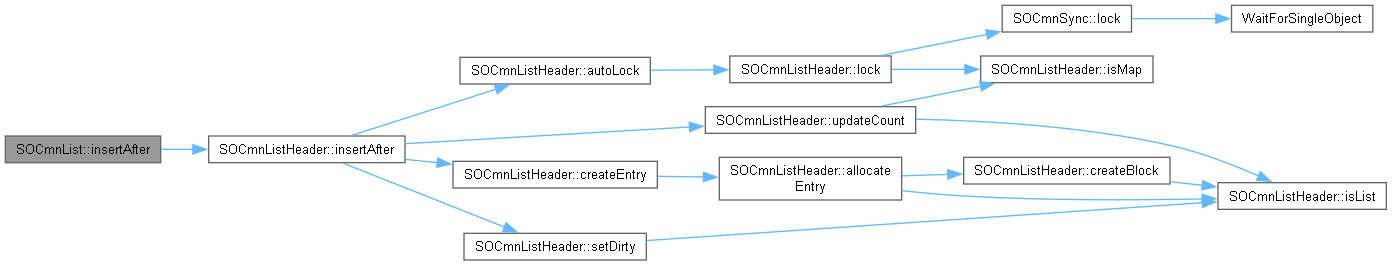 SOCmnList::insertAfter
SOCmnListHeader::insertAfter
SOCmnListHeader::autoLock
SOCmnListHeader::lock
SOCmnSync::lock
WaitForSingleObject
SOCmnListHeader::isMap
SOCmnListHeader::updateCount
SOCmnListHeader::createEntry
SOCmnListHeader::allocate
Entry
SOCmnListHeader::createBlock
SOCmnListHeader::isList
SOCmnListHeader::setDirty